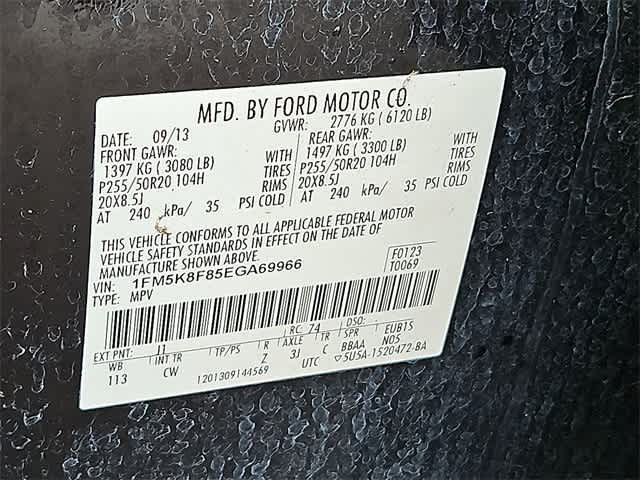 MFD. BY FORD MOTOR CO.
DATE: 09/13 GVWR: 2776 KG ( 6120 LB)
FRONT GAWR: REAR GAWR:
1397 KG ( 3080 LB) WITH 1497 KG ( 3300 LB) WITH
P255/50R20 104H TIRES P255/50R20 104H TIRES
20X8.5J RIMS 20X8.5J RIMS
AT 240 kPa/ 35 PSI COLD AT 240 kPa/ 35 PSI COLD
THIS VEHICLE CONFORMS TO ALL APPLICABLE FEDERAL MOTOR
VEHICLE SAFETY STANDARDS IN EFFECT ON THE DATE OF
MANUFACTURE SHOWN ABOVE.
VIN: 1FM5K8F85EGA69966 F0123
TYPE: MPV T0069
EXT PNT: J1 RC: 74 DSO:
WB INT TR TP/PS R AXLE TR SPR EUB1S
113 CW Z 3J C BBAA N05
1201309144569 UTC ▽5U5A-1520472-BA